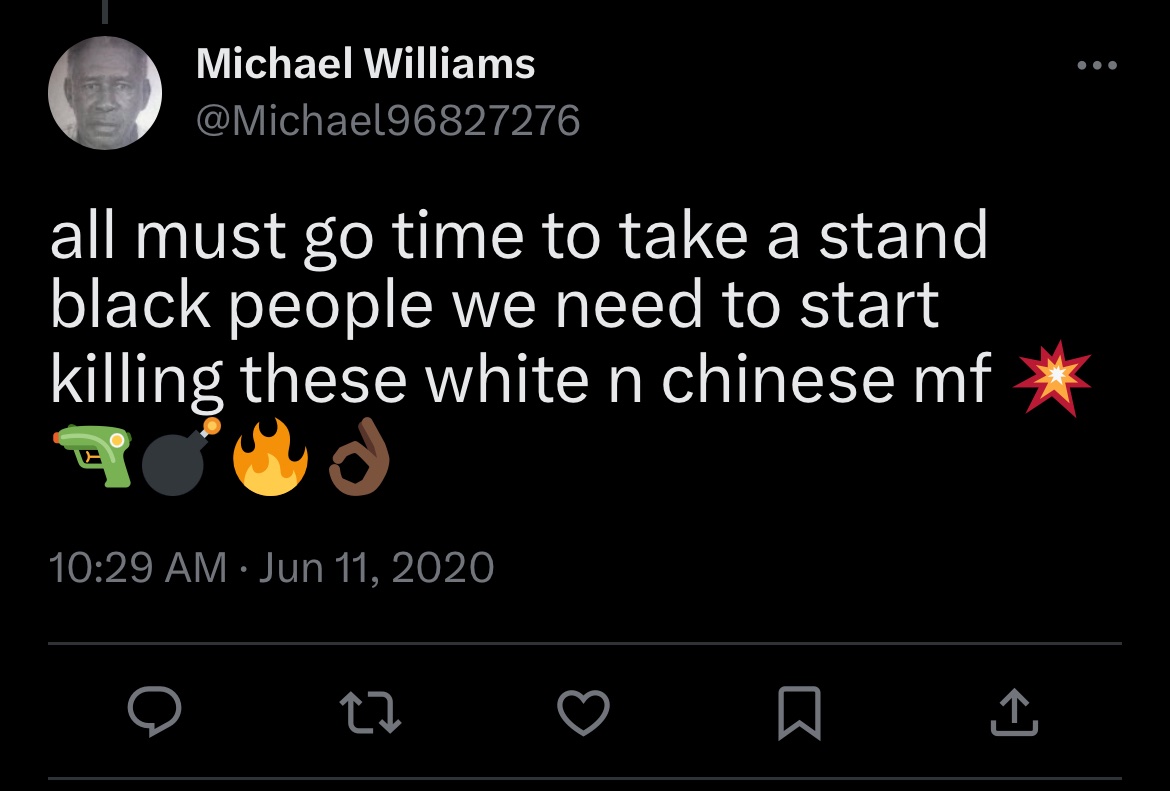 Michael Williams
@Michael96827276
all must go time to take a stand
black people we need to start
killing these white n chinese mf 💥
🔫💣🔥👌🏾
10:29 AM · Jun 11, 2020